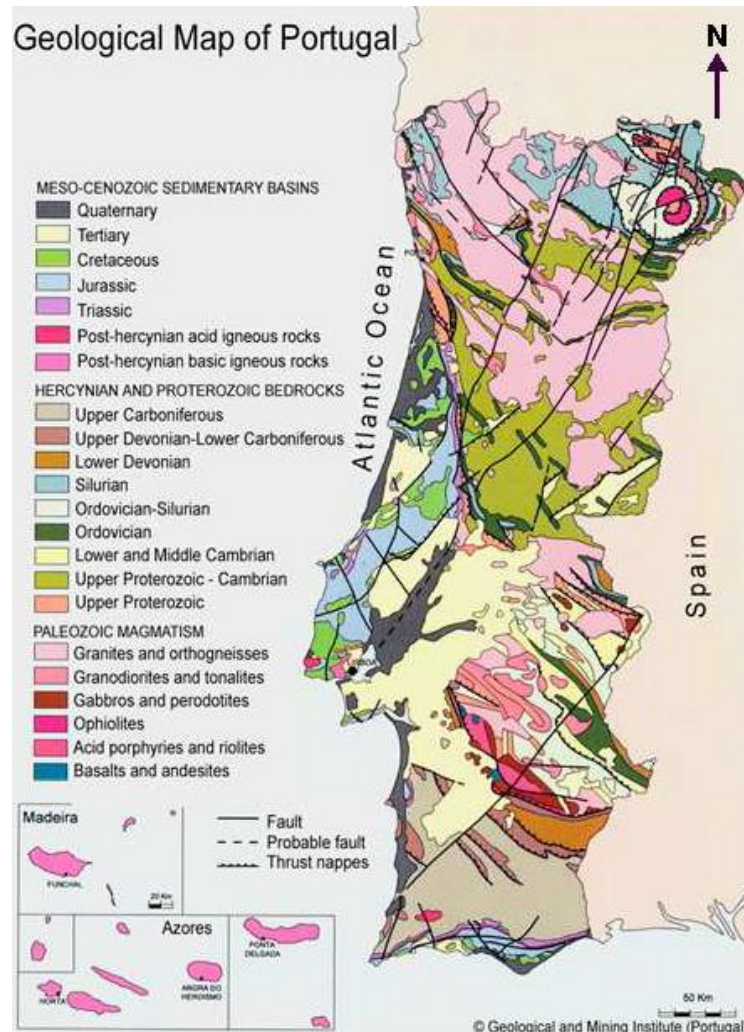 Geological Map of Portugal
N
MESO-CENOZOIC SEDIMENTARY BASINS
Quaternary
Tertiary
Cretaceous
Jurassic
Triassic
Post-hercynian acid igneous rocks
Post-hercynian basic igneous rocks
HERCYNIAN AND PROTEROZOIC BEDROCKS
Upper Carboniferous
Upper Devonian-Lower Carboniferous
Lower Devonian
Silurian
Ordovician-Silurian
Ordovician
Lower and Middle Cambrian
Upper Proterozoic - Cambrian
Upper Proterozoic
PALEOZOIC MAGMATISM
Granites and orthogneisses
Granodiorites and tonalites
Gabbros and perodotites
Ophiolites
Acid porphyries and riolites
Basalts and andesites
Atlantic Ocean
Spain
Fault
Probable fault
Thrust nappes
Madeira
FUNCHAL
20 Km
Azores
PONTA
DELGADA
ANGRA DO
HEROISMO
HORTA
50 Km
© Geological and Mining Institute (Portugal